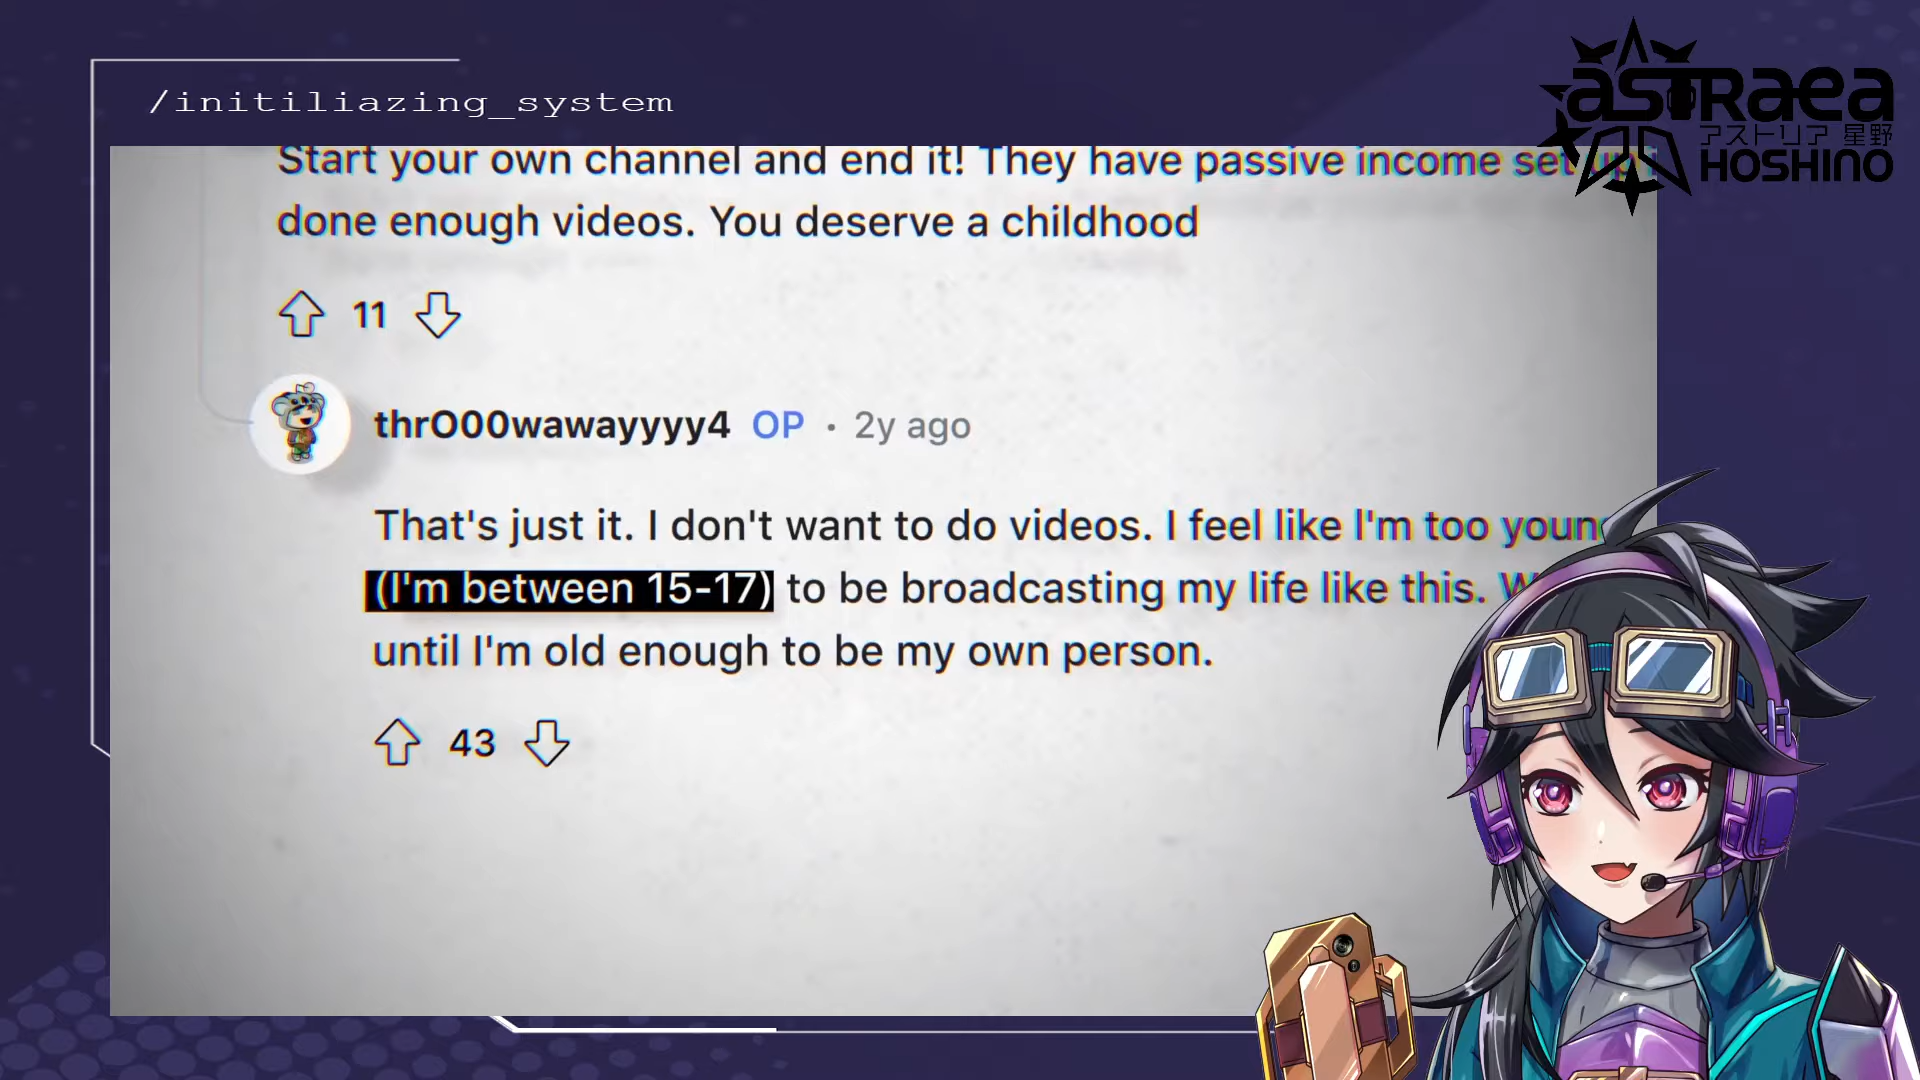 /initiliazing_system
ASTRAEA
アストリア 星野
HOSHINO
Start your own channel and end it! They have passive income set up
done enough videos. You deserve a childhood
11
thrO00wawayyyy4 OP · 2y ago
That's just it. I don't want to do videos. I feel like I'm too young
(I'm between 15-17) to be broadcasting my life like this.
until I'm old enough to be my own person.
43